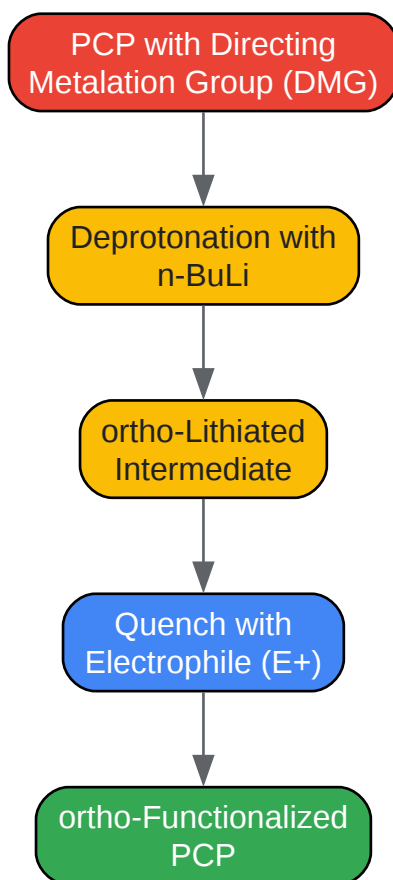 PCP with Directing
Metalation Group (DMG)
Deprotonation with
n-BuLi
ortho-Lithiated
Intermediate
Quench with
Electrophile (E+)
ortho-Functionalized
PCP